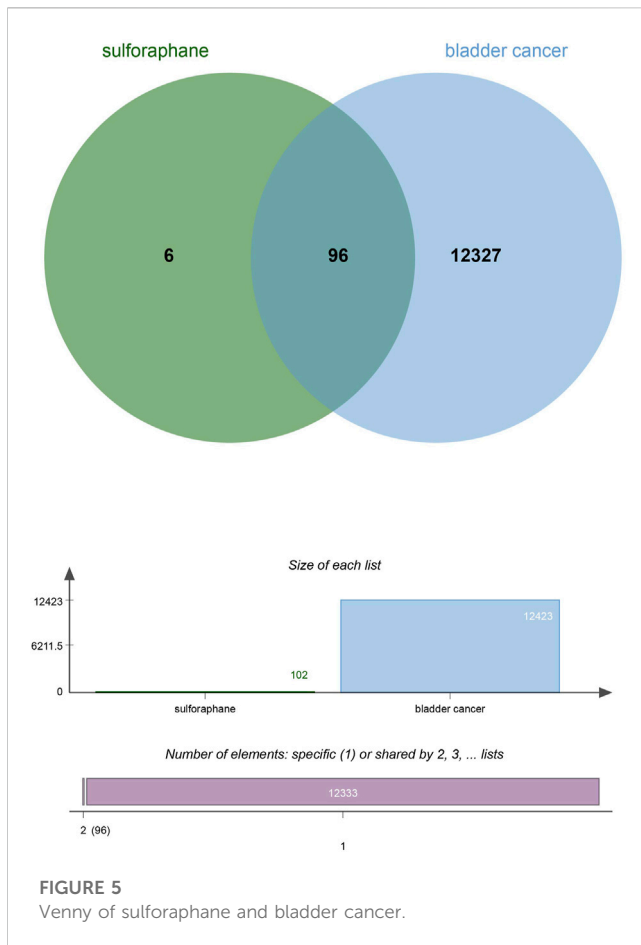 sulforaphane
bladder cancer
6
96
12327
Size of each list
12423
6211.5
0
102
12423
sulforaphane
bladder cancer
Number of elements: specific (1) or shared by 2, 3, ... lists
12333
2 (96)
1
FIGURE 5
Venny of sulforaphane and bladder cancer.